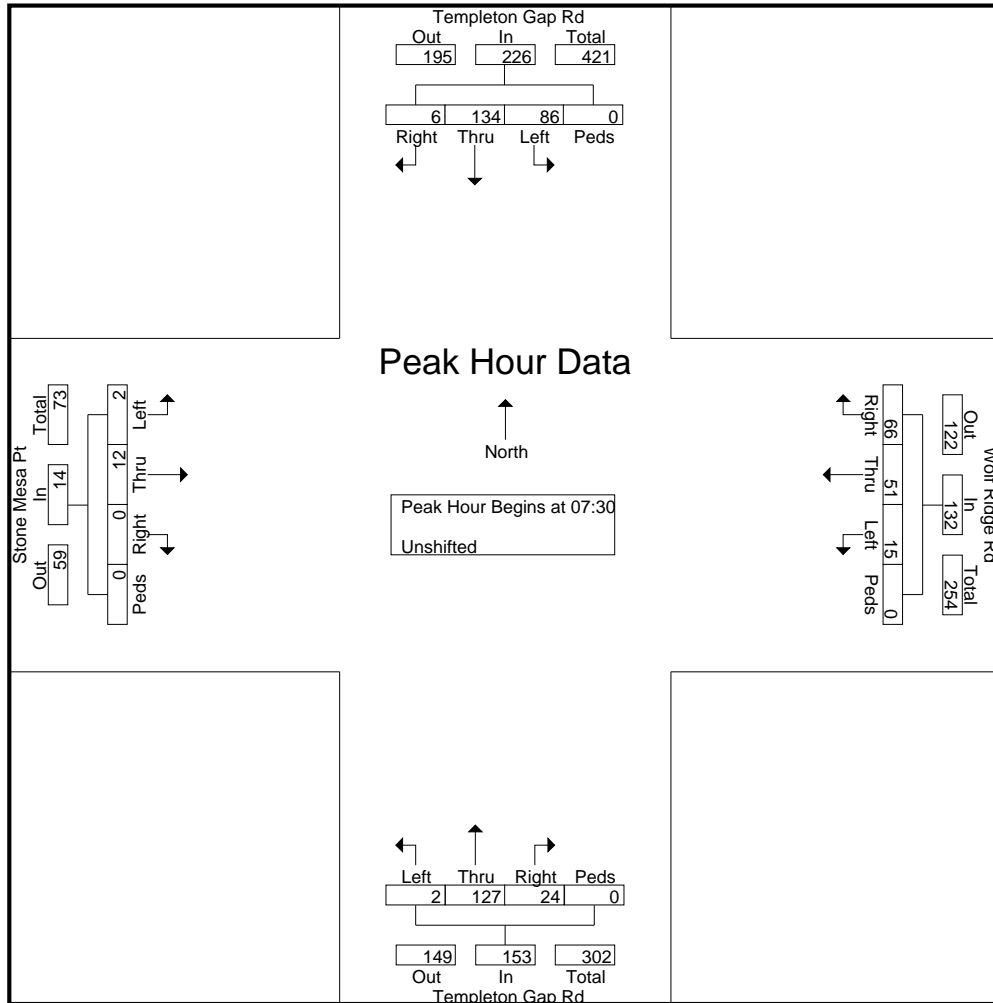 Templeton Gap Rd
Out In Total
195 226 421
6 134 86 0
Right Thru Left Peds
Peak Hour Data
North
Peak Hour Begins at 07:30
Unshifted
Stone Mesa Pt
Total In Out
73 14 59
2 12 0 0
Left Thru Right Peds
Wolf Ridge Rd
Out In Total
122 132 254
66 51 15 0
Right Thru Left Peds
Left Thru Right Peds
2 127 24 0
149 153 302
Out In Total
Templeton Gap Rd